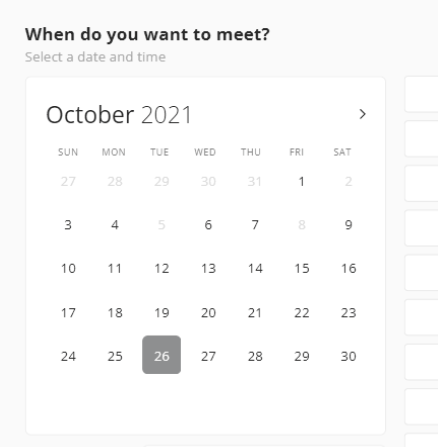 When do you want to meet?
Select a date and time
October 2021 >
SUN MON TUE WED THU FRI SAT
27 28 29 30 31 1 2
3 4 5 6 7 8 9
10 11 12 13 14 15 16
17 18 19 20 21 22 23
24 25 26 27 28 29 30